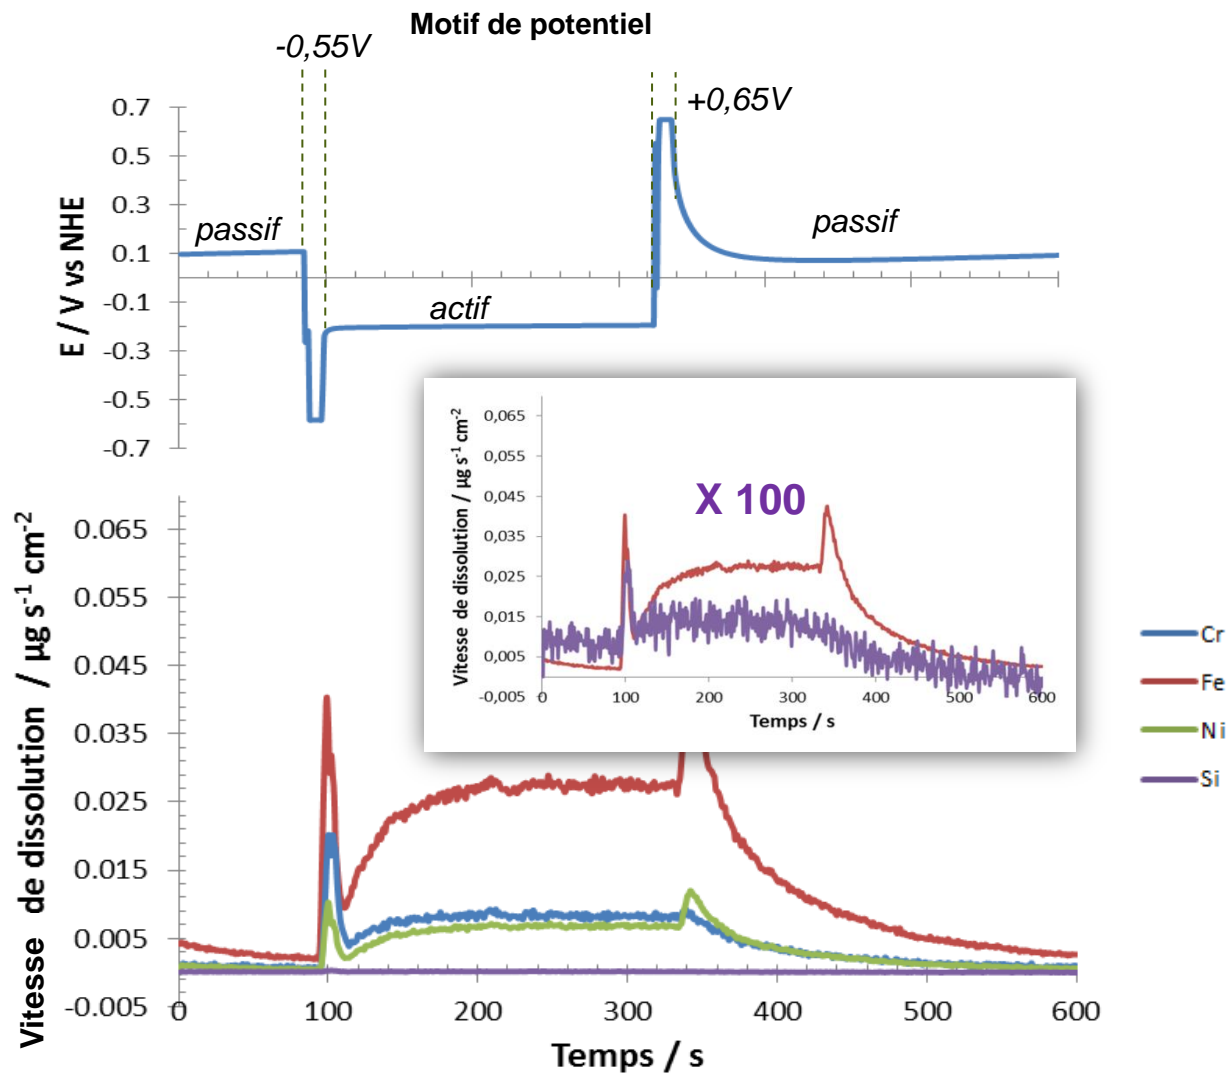 Motif de potentiel
-0,55V
+0,65V
0.7
0.5
0.3
0.1
-0.1
-0.3
-0.5
-0.7
E / V vs NHE
passif
actif
passif
0,065
0,055
0,045
0,035
0,025
0,015
0,005
-0,005
Vitesse de dissolution / µg s-1 cm-2
X 100
0
100
200
300
400
500
600
Temps / s
0.065
0.055
0.045
0.035
0.025
0.015
0.005
-0.005
Vitesse de dissolution / µg s-1 cm-2
0
100
200
300
400
500
600
Temps / s
Cr
Fe
Ni
Si